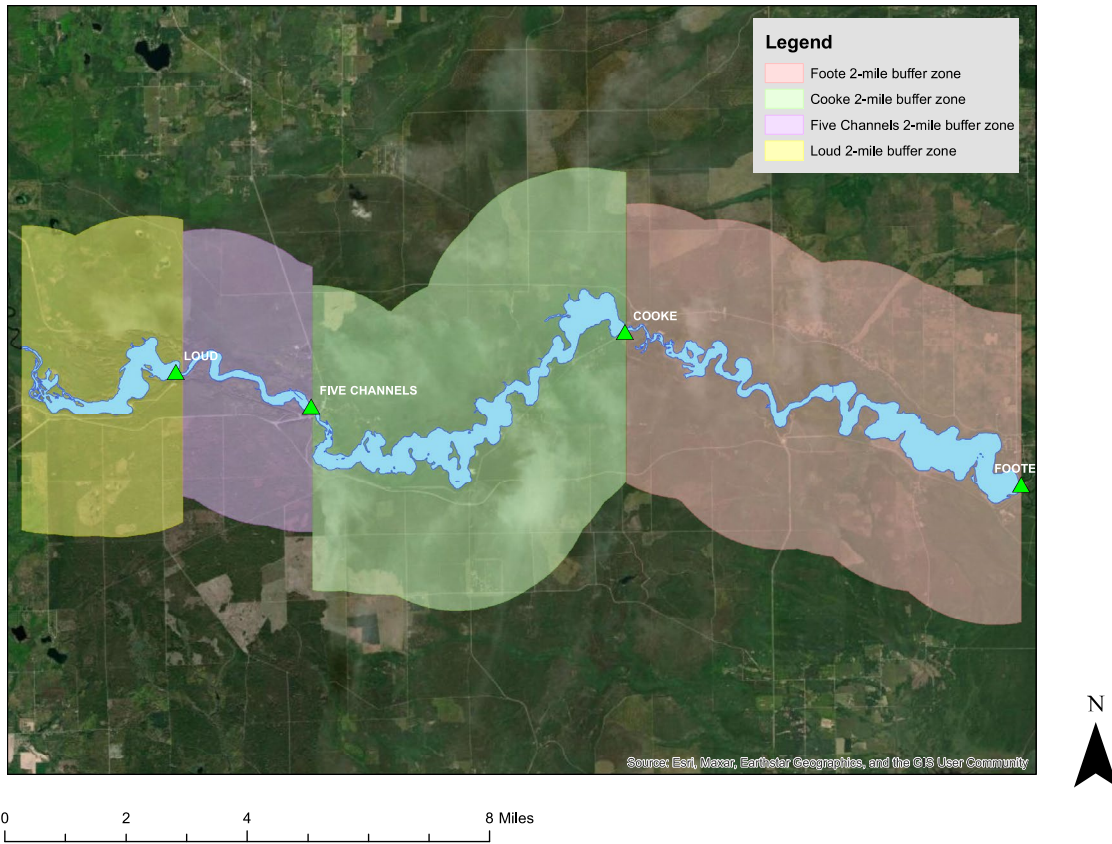 Legend
Foote 2-mile buffer zone
Cooke 2-mile buffer zone
Five Channels 2-mile buffer zone
Loud 2-mile buffer zone
COOKE
LOUD
FIVE CHANNELS
FOOTE
N
Source: Esri, Maxar, Earthstar Geographics, and the GIS User Community
0 2 4 8 Miles